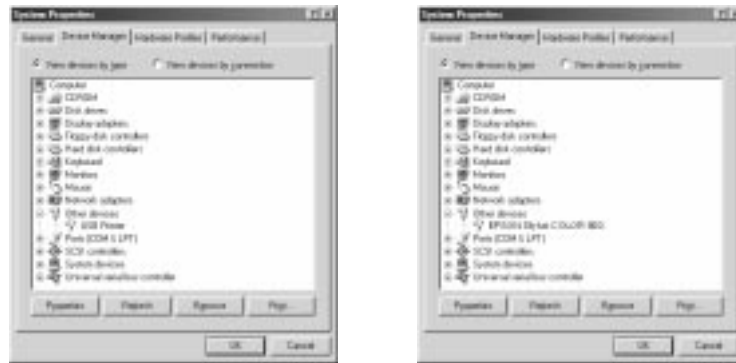 System Properties
General Device Manager Hardware Profiles Performance
View devices by type View devices by connection
Computer
CDROM
Disk drives
Display adapters
Floppy disk controllers
Hard disk controllers
Keyboard
Monitors
Mouse
Network adapters
Other devices
USB Printer
Ports (COM & LPT)
SCSI controllers
System devices
Universal serial bus controller
Properties Refresh Remove Print...
OK Cancel
System Properties
General Device Manager Hardware Profiles Performance
View devices by type View devices by connection
Computer
CDROM
Disk drives
Display adapters
Floppy disk controllers
Hard disk controllers
Keyboard
Monitors
Mouse
Network adapters
Other devices
EPSON Stylus COLOR
Ports (COM & LPT)
SCSI controllers
System devices
Universal serial bus controller
Properties Refresh Remove Print...
OK Cancel